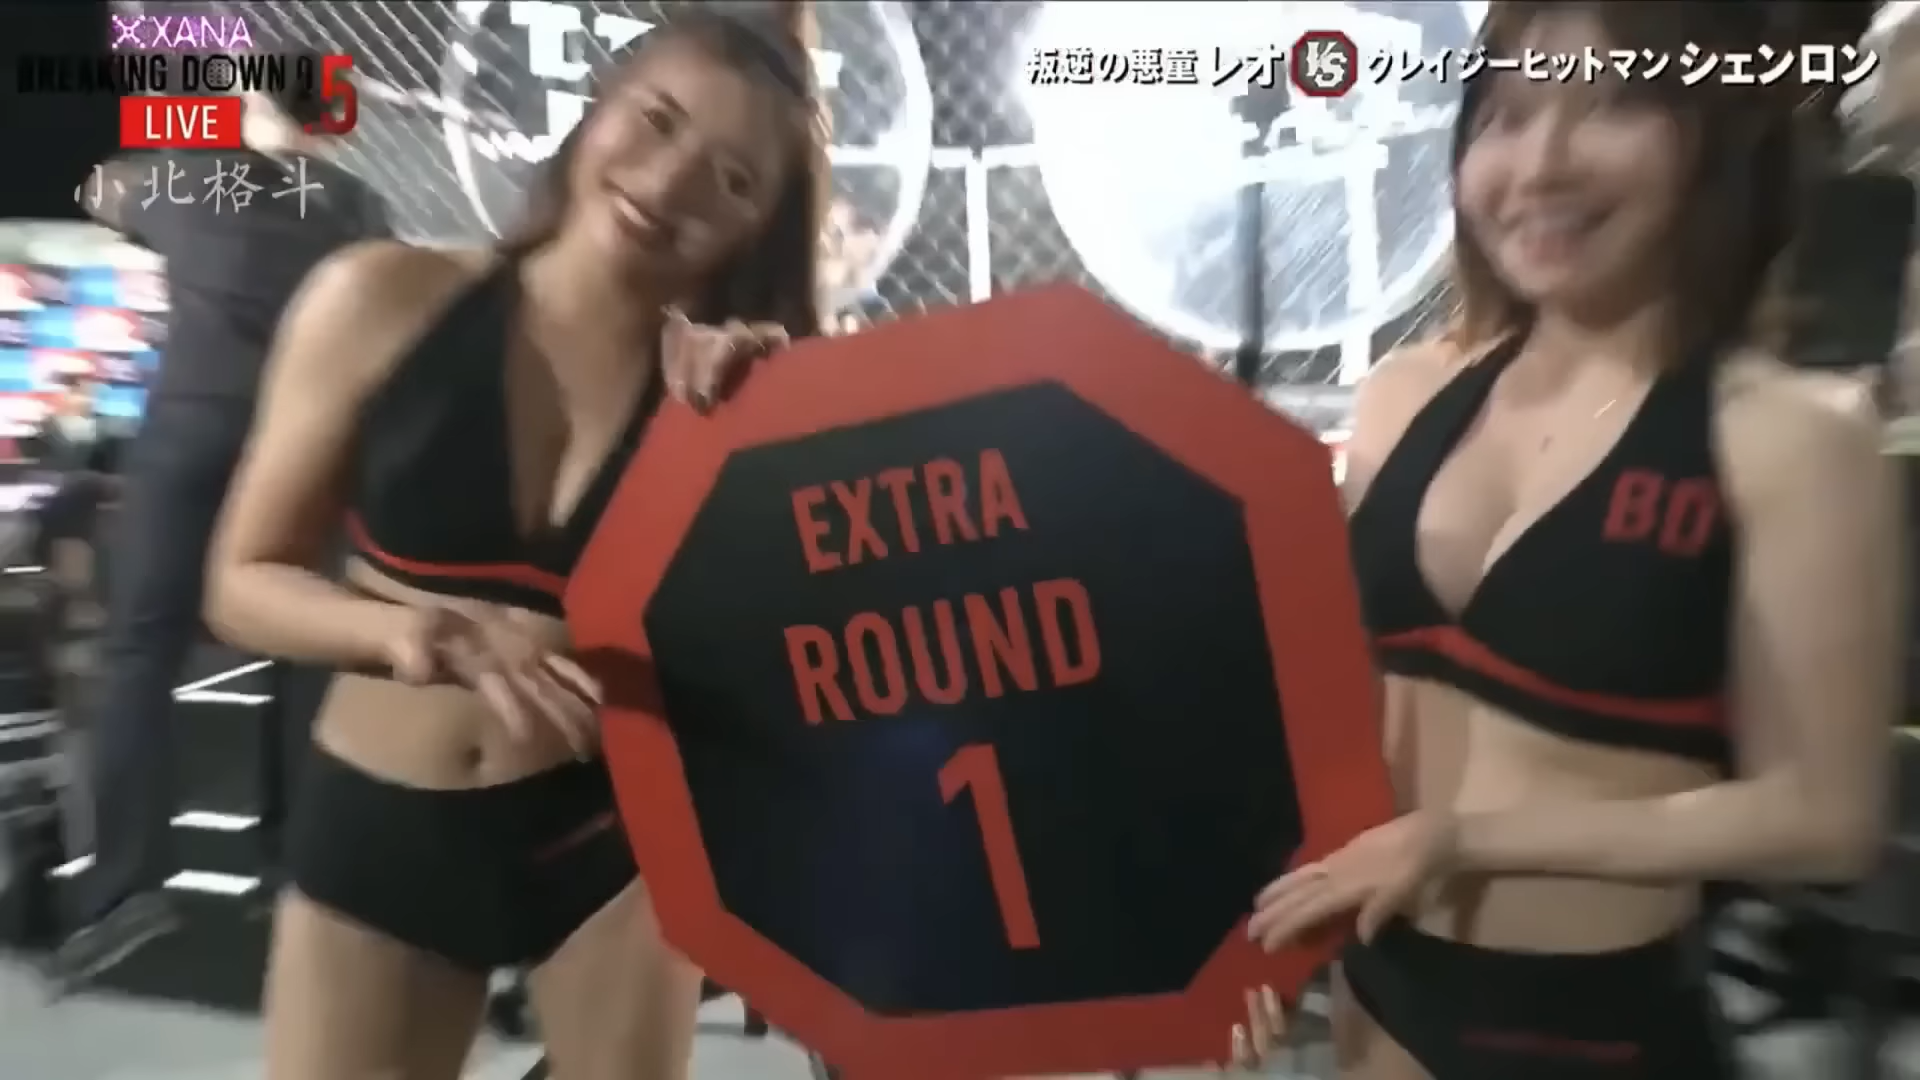 XANA
BREAKING DOWN 9.5
LIVE
小北格斗
叛逆の悪童 レオ VS クレイジーヒットマン シェンロン
EXTRA
ROUND
1
BD